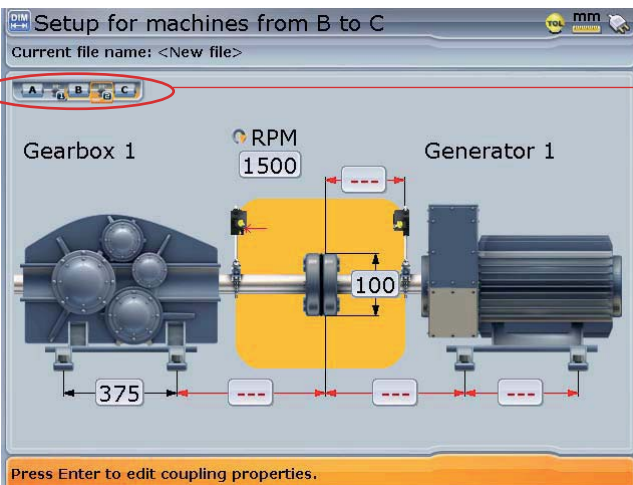 DIM Setup for machines from B to C TOL mm
Current file name: <New file>
A B C
RPM
Gearbox 1 1500 Generator 1
---
100
375 --- --- ---
Press Enter to edit coupling properties.